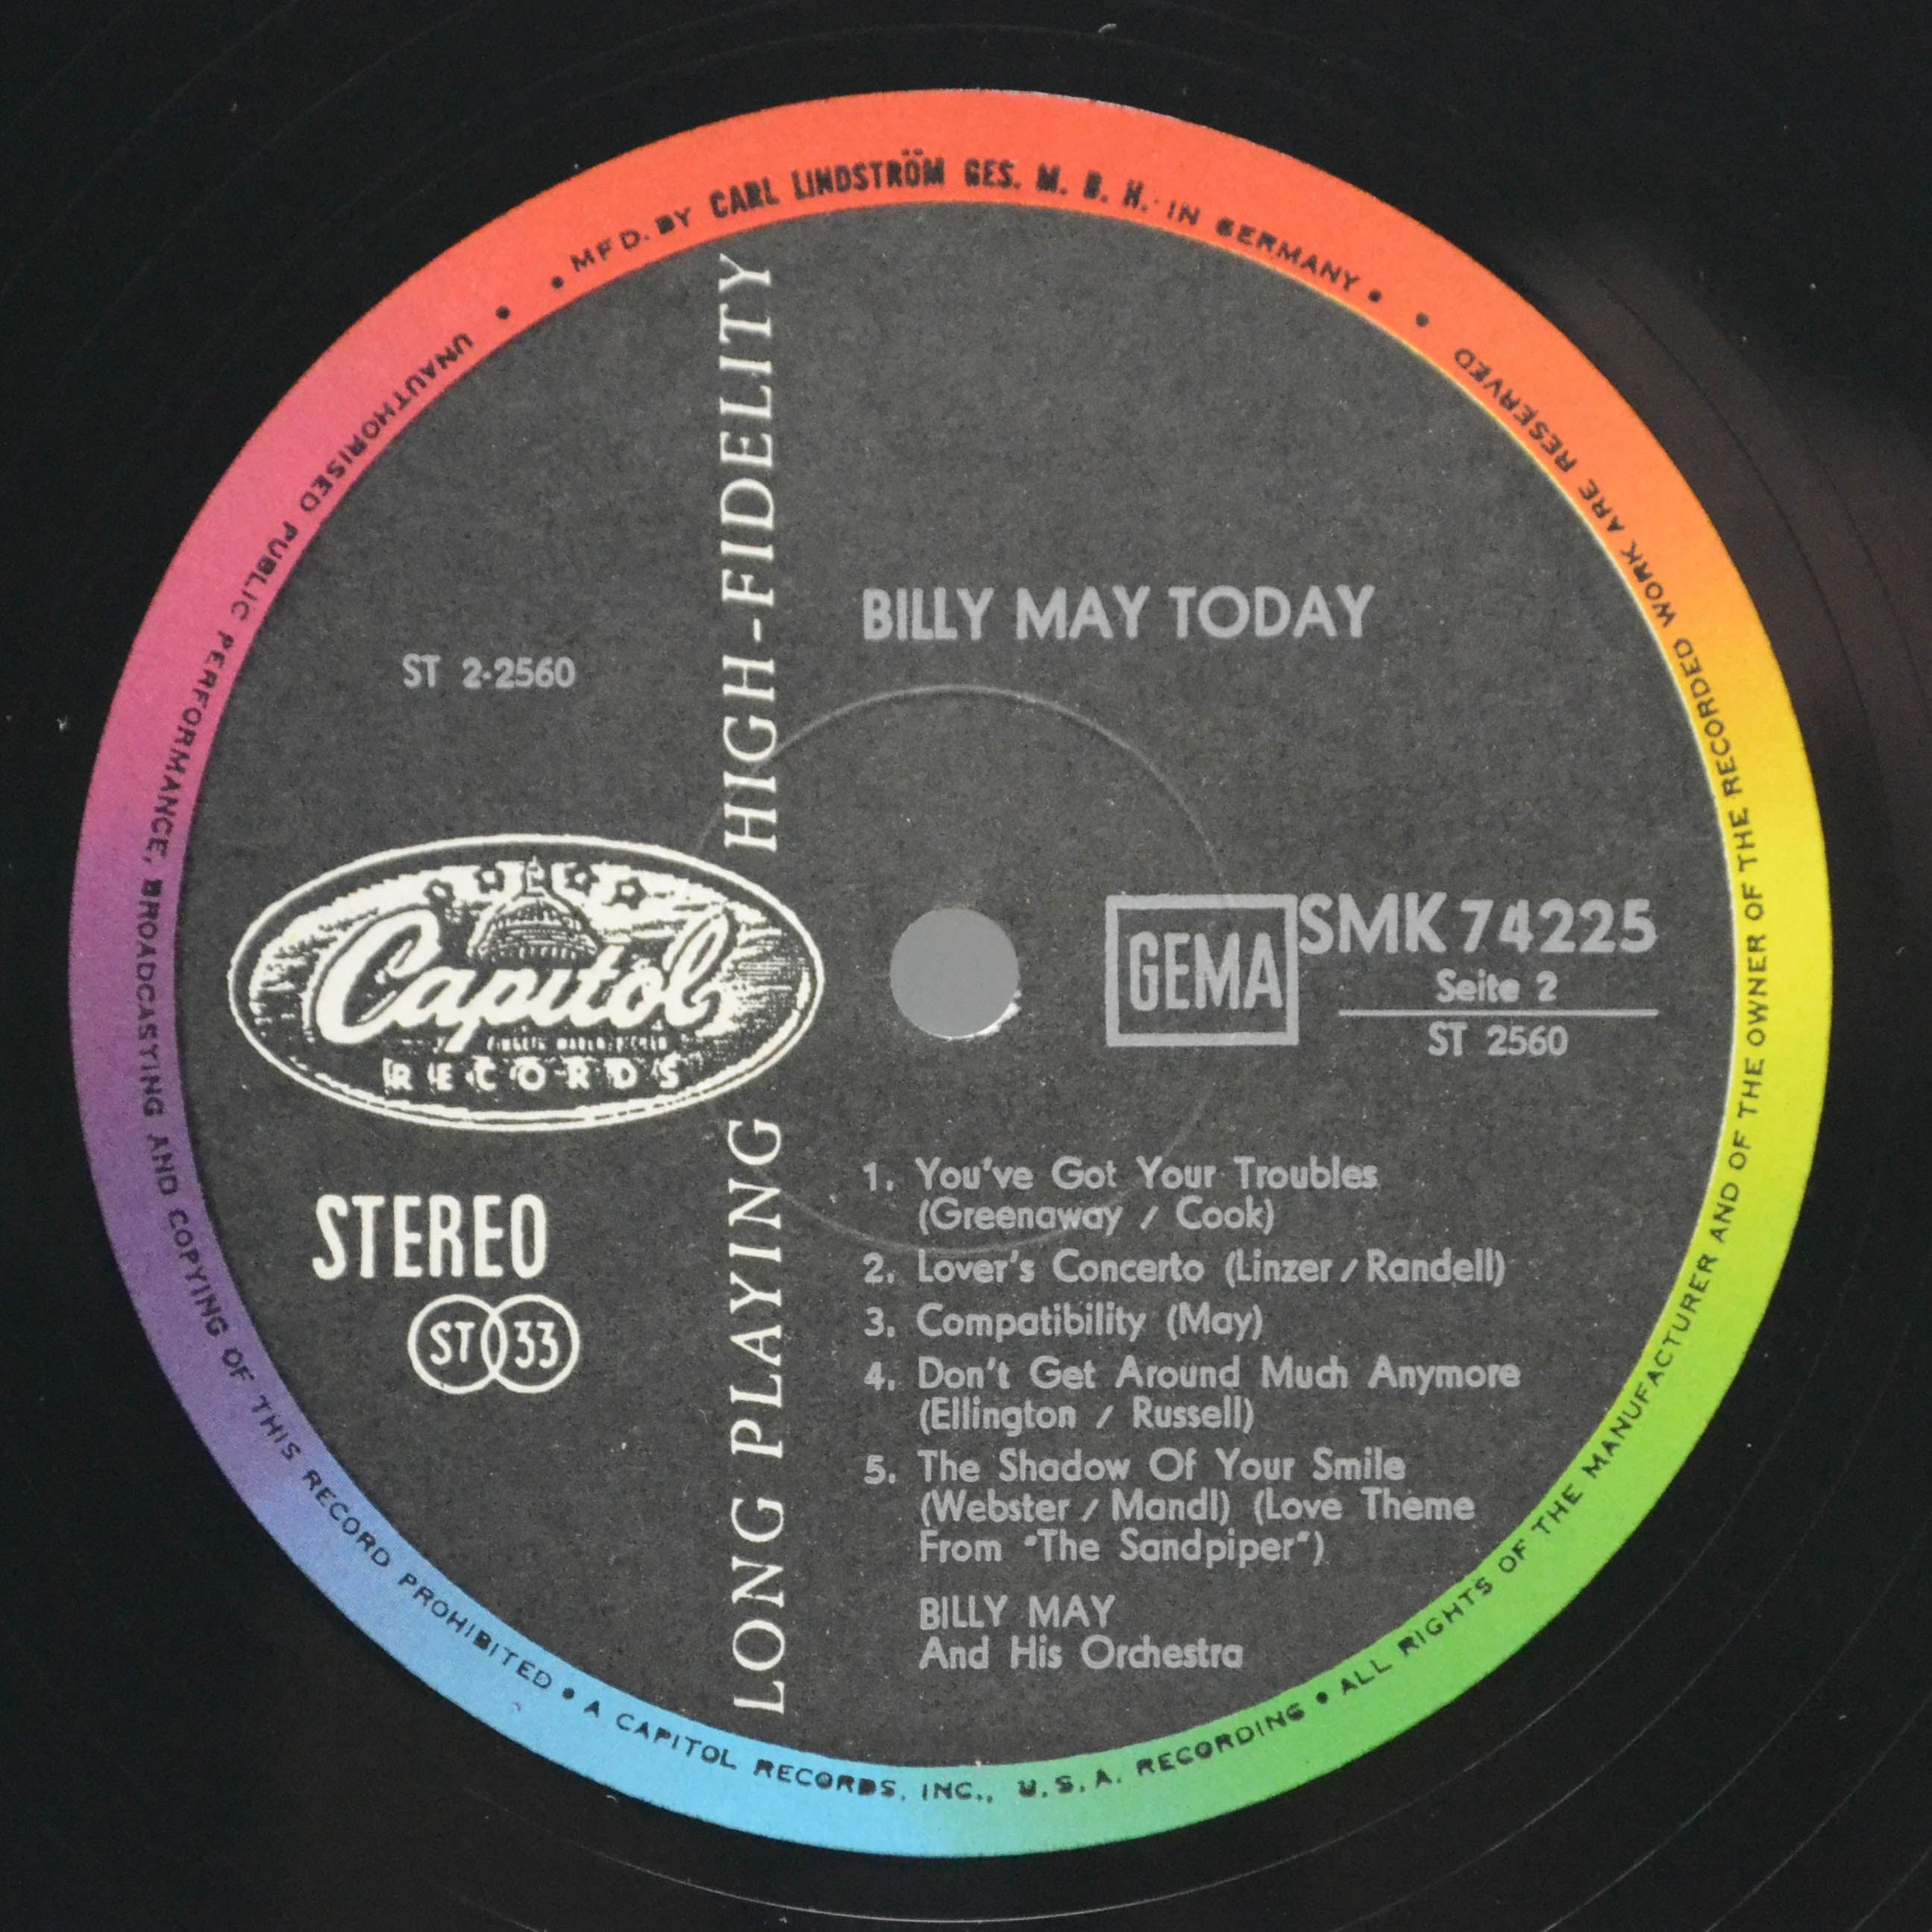 • MFD. BY CARL LINDSTRÖM GES. M. B. H. IN GERMANY •
BILLY MAY TODAY
ST 2-2560
HIGH-FIDELITY
Capitol
RECORDS
GEMA
SMK 74225
Seite 2
ST 2560
STEREO
ST 33
LONG PLAYING
1. You've Got Your Troubles
(Greenaway / Cook)
2. Lover's Concerto (Linzer / Randell)
3. Compatibility (May)
4. Don't Get Around Much Anymore
(Ellington / Russell)
5. The Shadow Of Your Smile
(Webster / Mandl) (Love Theme
From "The Sandpiper")
BILLY MAY
And His Orchestra
• UNAUTHORISED PUBLIC PERFORMANCE, BROADCASTING AND COPYING OF THIS RECORD PROHIBITED • A CAPITOL RECORDS, INC., U.S.A. RECORDING • ALL RIGHTS OF THE MANUFACTURER AND OF THE OWNER OF THE RECORDED WORK ARE RESERVED •